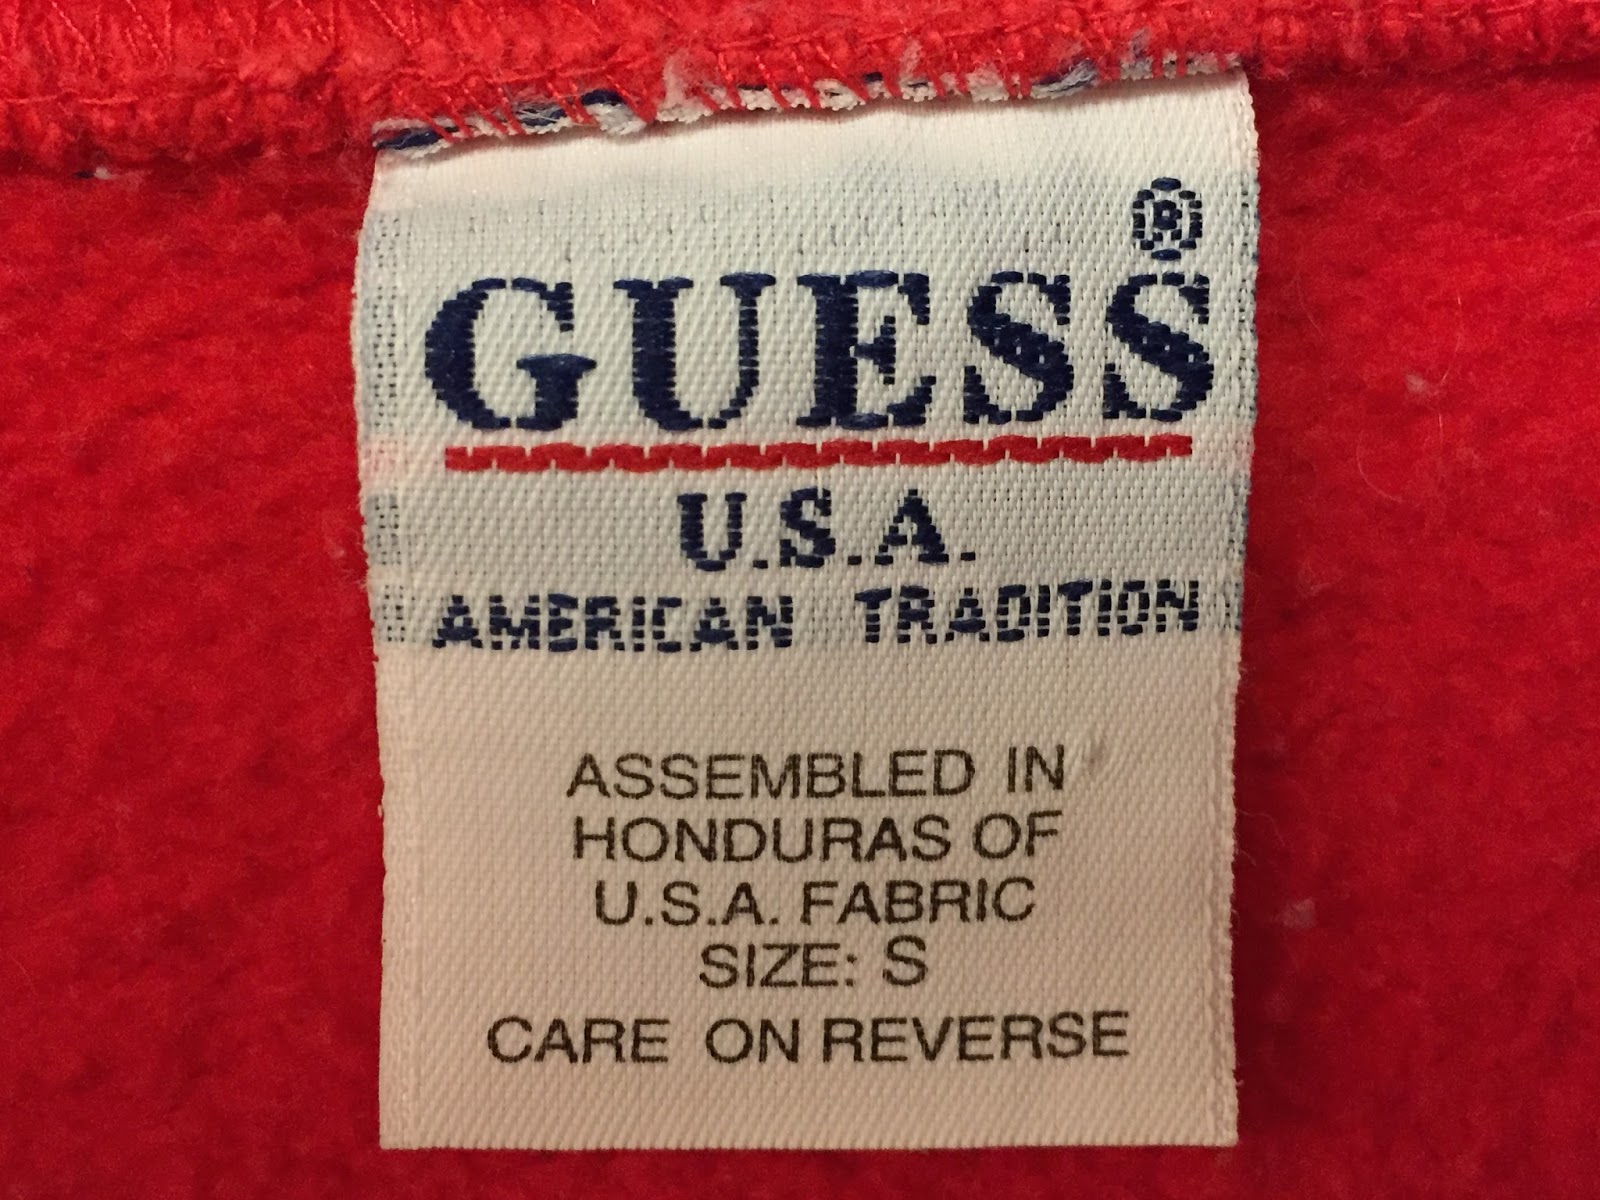 ®
GUESS
U.S.A.
AMERICAN TRADITION
ASSEMBLED IN
HONDURAS OF
U.S.A. FABRIC
SIZE: S
CARE ON REVERSE